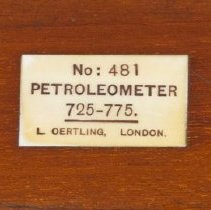 No: 481
PETROLEOMETER
725-775.
L. OERTLING, LONDON.